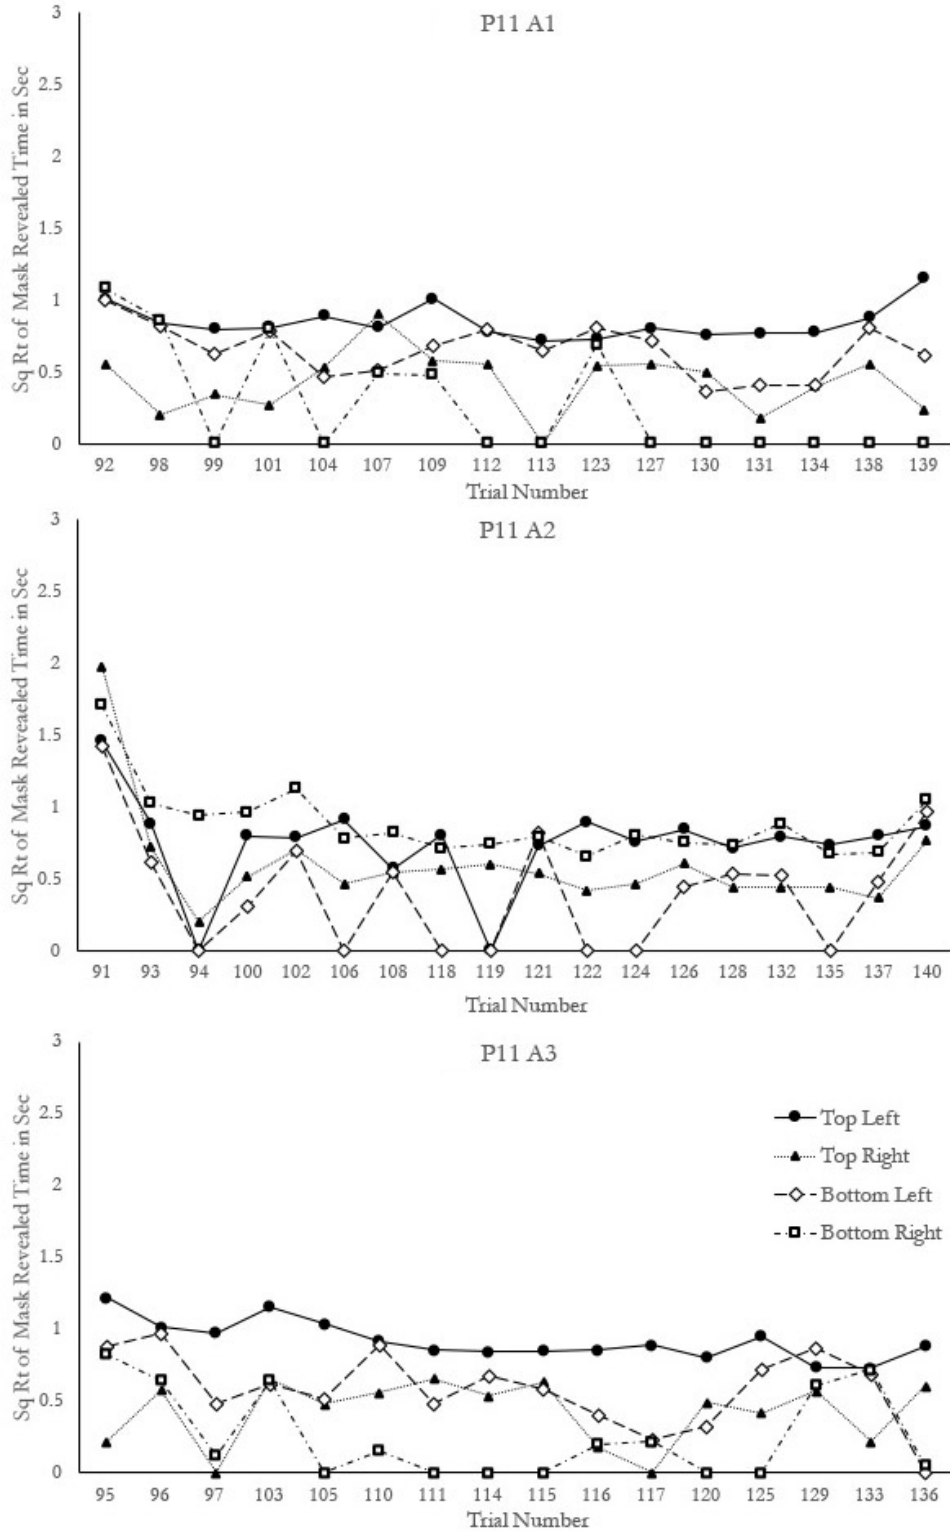 P11 A1
Sq Rt of Mask Revealed Time in Sec
3
2.5
2
1.5
1
0.5
0
92 98 99 101 104 107 109 112 113 123 127 130 131 134 138 139
Trial Number
P11 A2
Sq Rt of Mask Reveaeled Time in Sec
3
2.5
2
1.5
1
0.5
0
91 93 94 100 102 106 108 118 119 121 122 124 126 128 132 135 137 140
Trial Number
P11 A3
Sq Rt of Mask Revealed Time in Sec
3
2.5
2
1.5
1
0.5
0
Top Left
Top Right
Bottom Left
Bottom Right
95 96 97 103 105 110 111 114 115 116 117 120 125 129 133 136
Trial Number